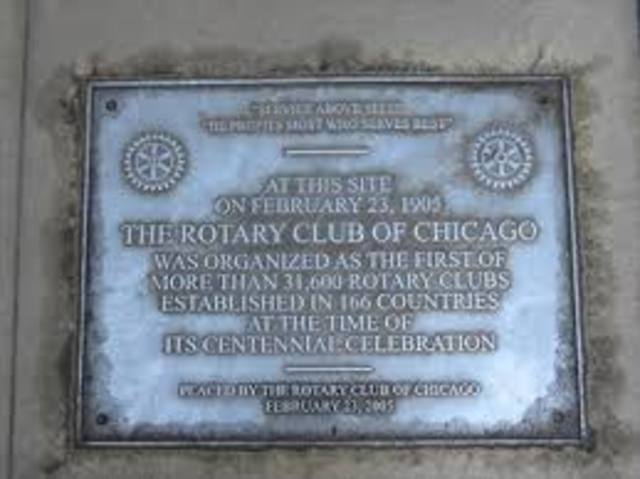 "SERVICE ABOVE SELF"
"HE PROFITS MOST WHO SERVES BEST"
AT THIS SITE
ON FEBRUARY 23, 1905
THE ROTARY CLUB OF CHICAGO
WAS ORGANIZED AS THE FIRST OF
MORE THAN 31,600 ROTARY CLUBS
ESTABLISHED IN 166 COUNTRIES
AT THE TIME OF
ITS CENTENNIAL CELEBRATION
PLACED BY THE ROTARY CLUB OF CHICAGO
FEBRUARY 23, 2005